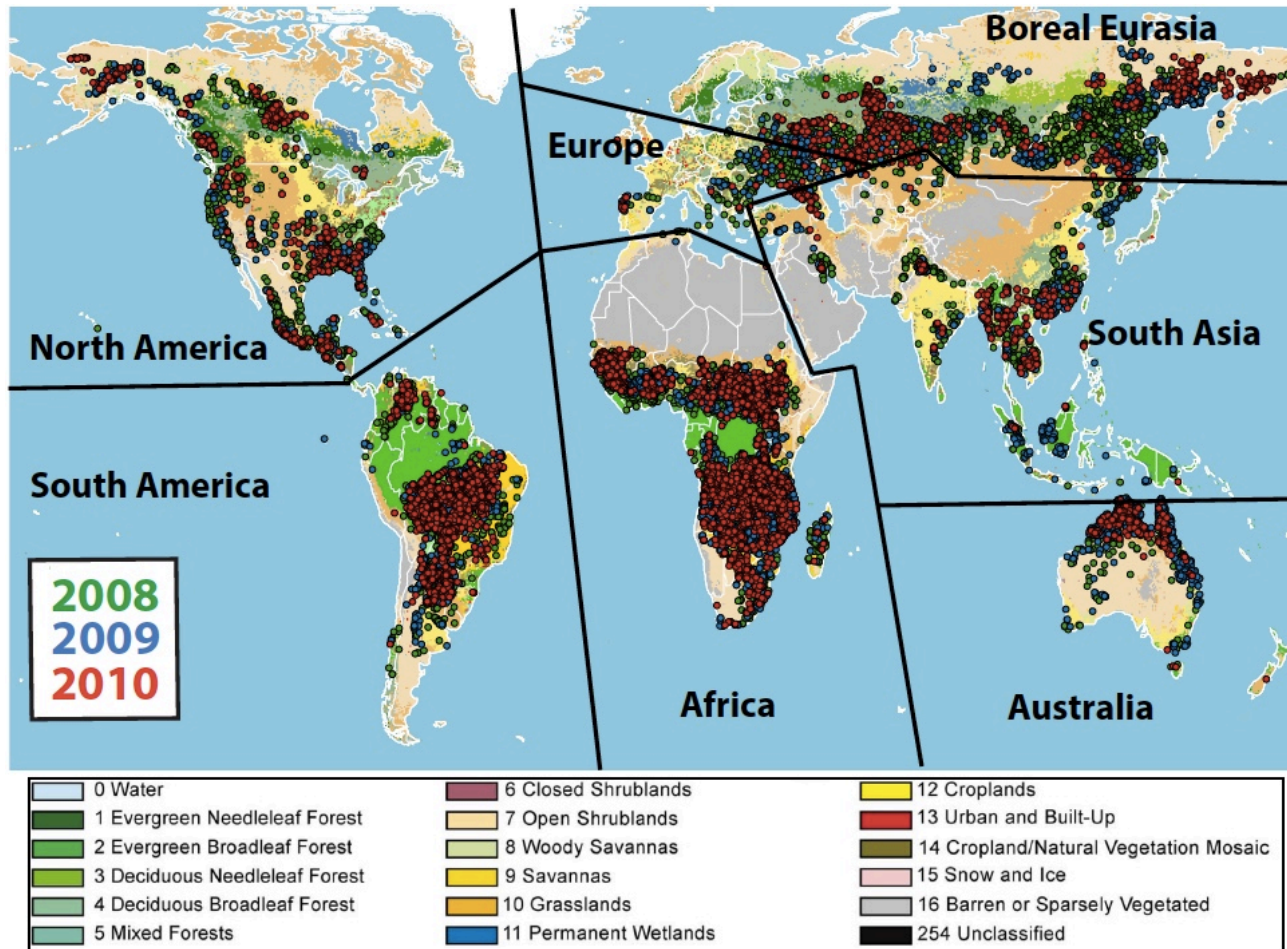 Boreal Eurasia
Europe
North America
South Asia
South America
2008
2009
2010
Africa
Australia
0 Water
1 Evergreen Needleleaf Forest
2 Evergreen Broadleaf Forest
3 Deciduous Needleleaf Forest
4 Deciduous Broadleaf Forest
5 Mixed Forests
6 Closed Shrublands
7 Open Shrublands
8 Woody Savannas
9 Savannas
10 Grasslands
11 Permanent Wetlands
12 Croplands
13 Urban and Built-Up
14 Cropland/Natural Vegetation Mosaic
15 Snow and Ice
16 Barren or Sparsely Vegetated
254 Unclassified